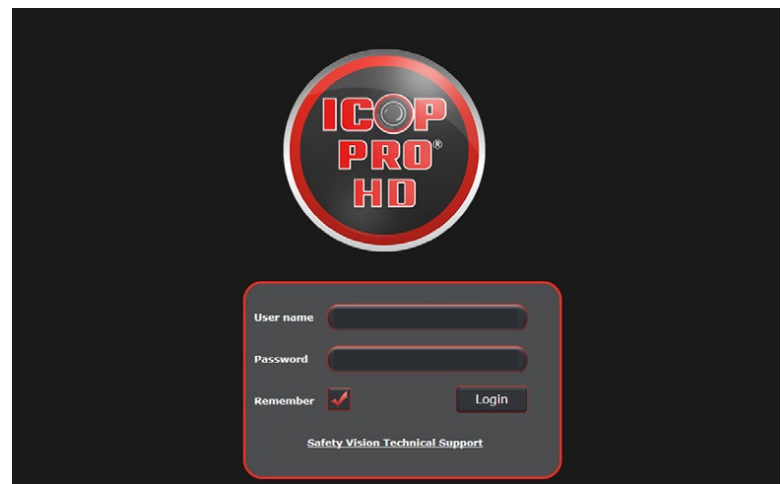 ICOP
PRO®
HD
User name
Password
Remember
Login
Safety Vision Technical Support